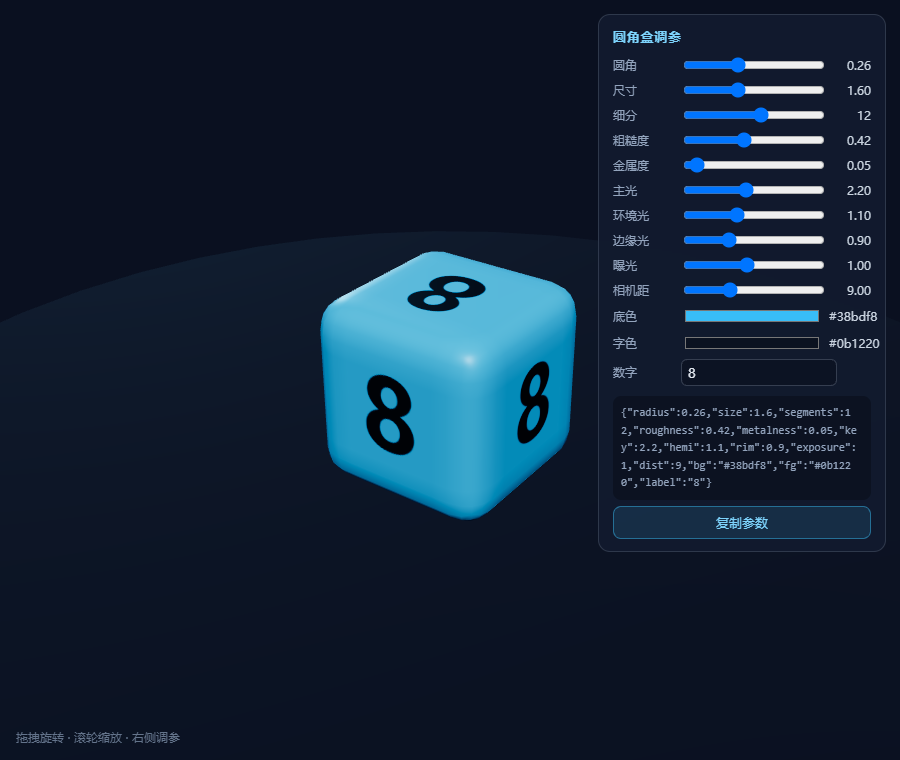 圆角盒调参
圆角 0.26
尺寸 1.60
细分 12
粗糙度 0.42
金属度 0.05
主光 2.20
环境光 1.10
边缘光 0.90
曝光 1.00
相机距 9.00
底色 #38bdf8
字色 #0b1220
数字 8
{"radius":0.26,"size":1.6,"segments":1
2,"roughness":0.42,"metalness":0.05,"ke
y":2.2,"hemi":1.1,"rim":0.9,"exposure":
1,"dist":9,"bg":"#38bdf8","fg":"#0b122
0","label":"8"}
复制参数
8
8
8
拖拽旋转 · 滚轮缩放 · 右侧调参